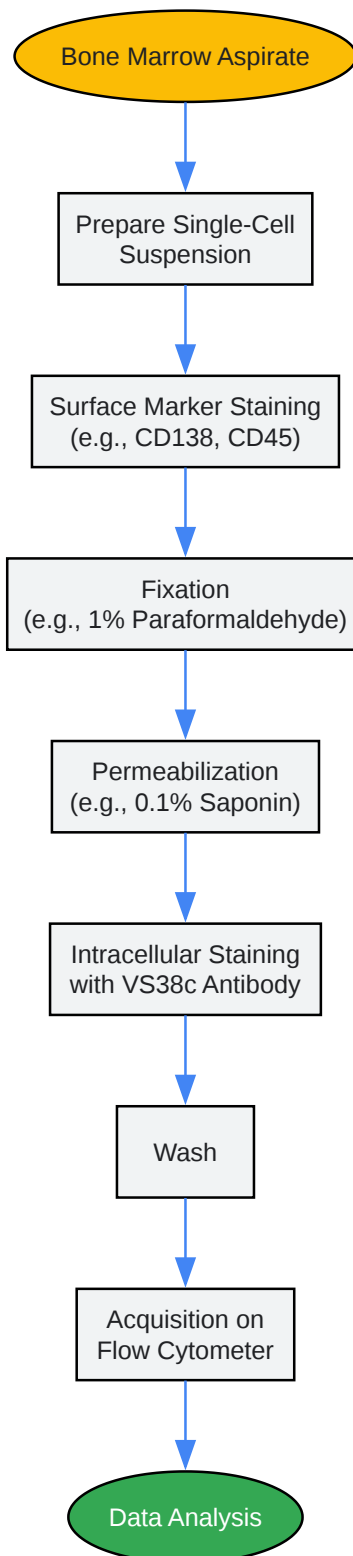 Bone Marrow Aspirate
Prepare Single-Cell
Suspension
Surface Marker Staining
(e.g., CD138, CD45)
Fixation
(e.g., 1% Paraformaldehyde)
Permeabilization
(e.g., 0.1% Saponin)
Intracellular Staining
with VS38c Antibody
Wash
Acquisition on
Flow Cytometer
Data Analysis